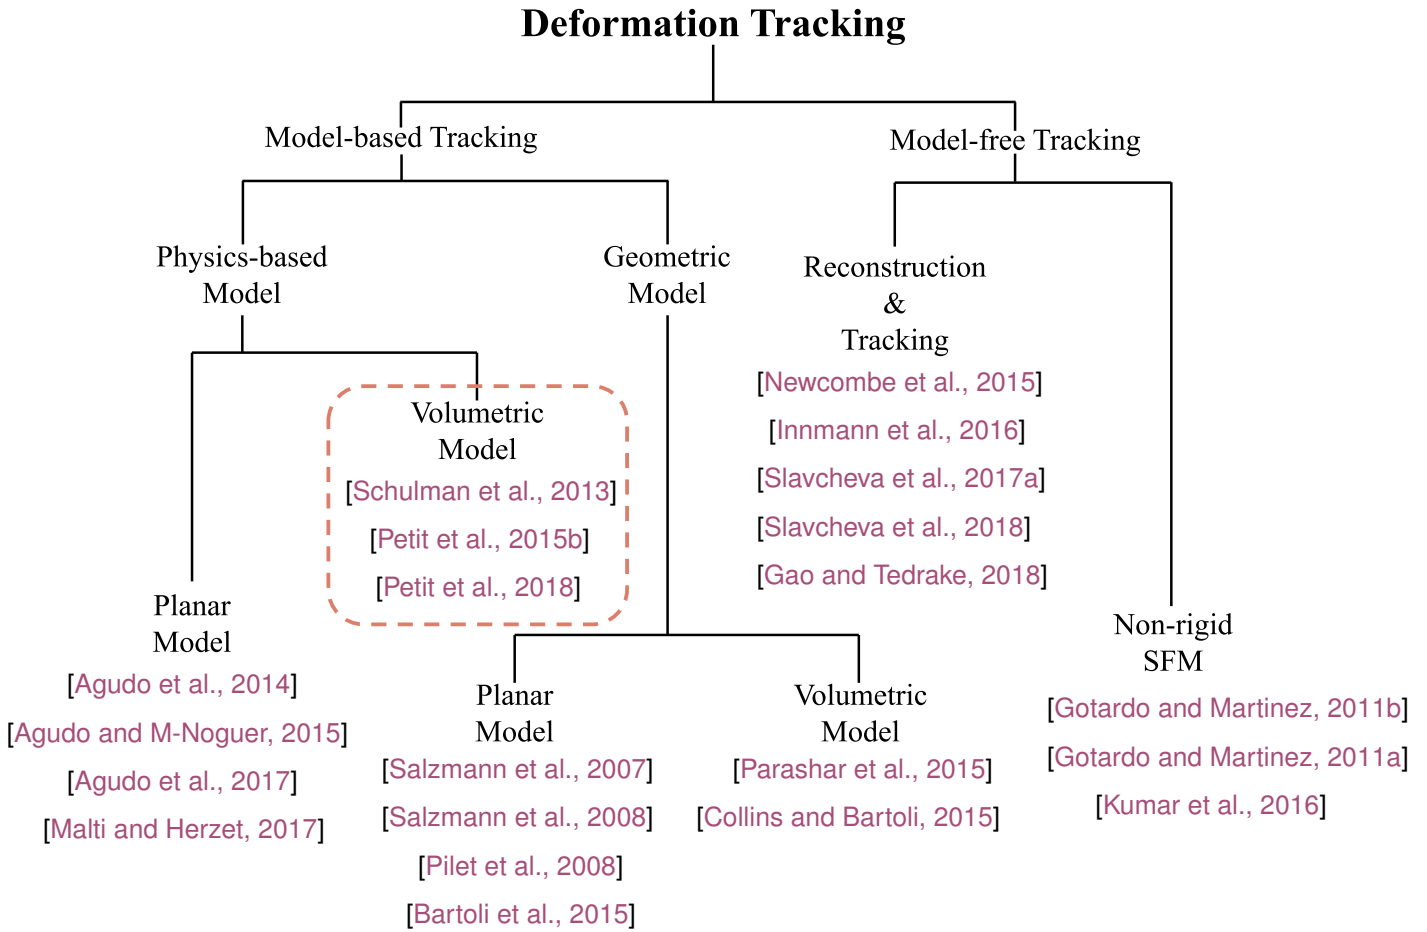 Deformation Tracking
Model-based Tracking
Model-free Tracking
Physics-based
Model
Geometric
Model
Reconstruction
&
Tracking
[Newcombe et al., 2015]
[Innmann et al., 2016]
[Slavcheva et al., 2017a]
[Slavcheva et al., 2018]
[Gao and Tedrake, 2018]
Volumetric
Model
[Schulman et al., 2013]
[Petit et al., 2015b]
[Petit et al., 2018]
Planar
Model
[Agudo et al., 2014]
[Agudo and M-Noguer, 2015]
[Agudo et al., 2017]
[Malti and Herzet, 2017]
Planar
Model
[Salzmann et al., 2007]
[Salzmann et al., 2008]
[Pilet et al., 2008]
[Bartoli et al., 2015]
Volumetric
Model
[Parashar et al., 2015]
[Collins and Bartoli, 2015]
Non-rigid
SFM
[Gotardo and Martinez, 2011b]
[Gotardo and Martinez, 2011a]
[Kumar et al., 2016]